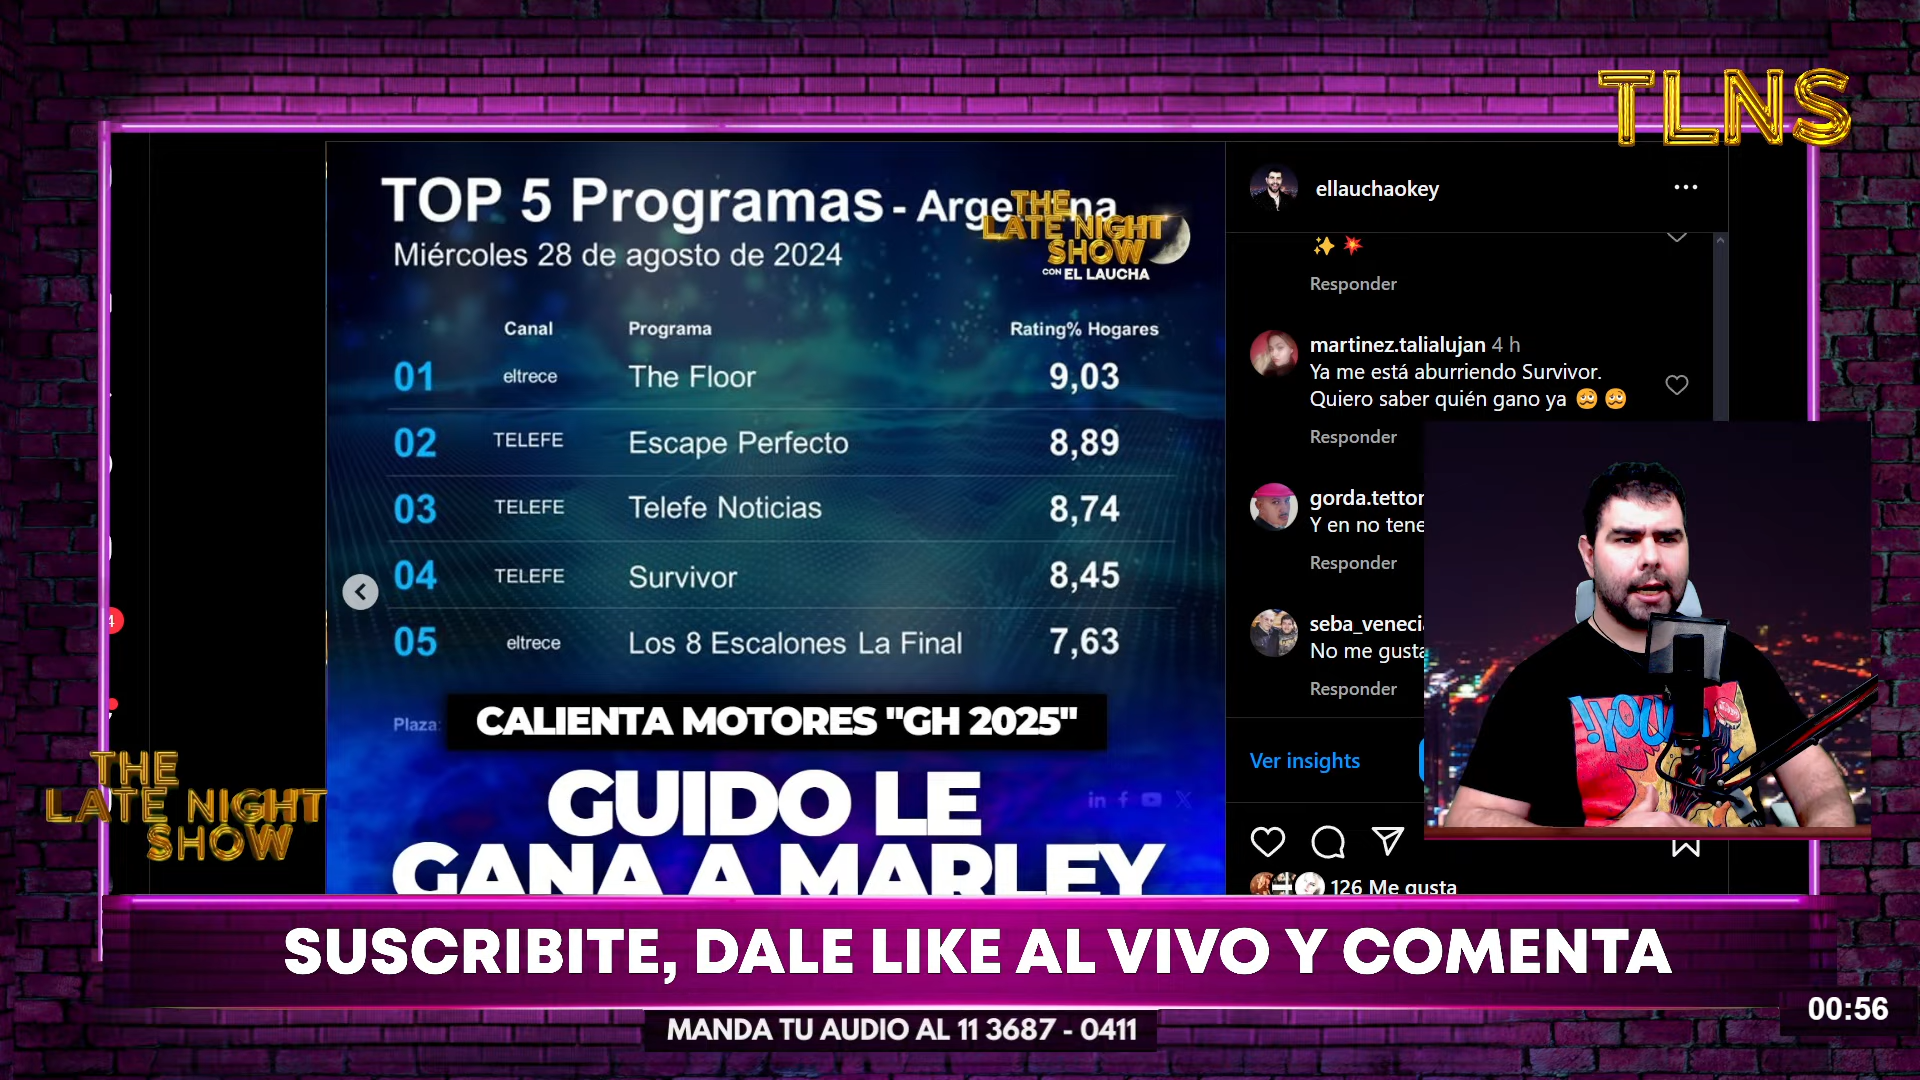 TLNS
TOP 5 Programas - Arge
Miércoles 28 de agosto de 2024
THE
LATE NIGHT
SHOW
CON EL LAUCHA
Canal Programa Rating% Hogares
01 eltrece The Floor 9,03
02 TELEFE Escape Perfecto 8,89
03 TELEFE Telefe Noticias 8,74
04 TELEFE Survivor 8,45
05 eltrece Los 8 Escalones La Final 7,63
Plaza:
CALIENTA MOTORES "GH 2025"
GUIDO LE
GANA A MARLEY
ellauchaokey
Responder
martinez.talialujan 4 h
Ya me está aburriendo Survivor.
Quiero saber quién gano ya
Responder
gorda.tetto
Y en no tene
Responder
seba_veneci
No me gusta
Responder
Ver insights
126 Me gusta
4
THE
LATE NIGHT
SHOW
SUSCRIBITE, DALE LIKE AL VIVO Y COMENTA
MANDA TU AUDIO AL 11 3687 - 0411
00:56